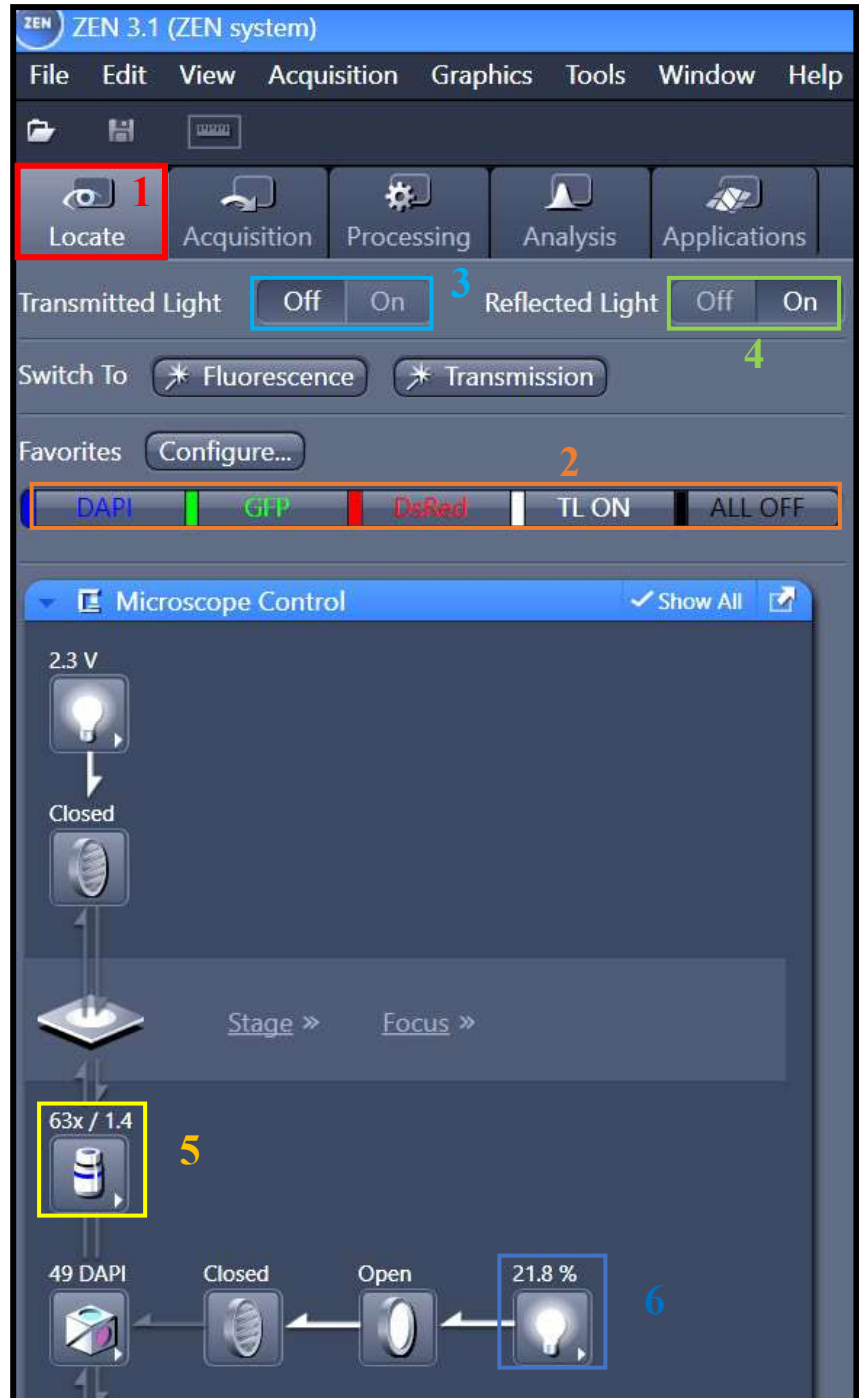 ZEN ZEN 3.1 (ZEN system)
File Edit View Acquisition Graphics Tools Window Help
1
Locate Acquisition Processing Analysis Applications
Transmitted Light Off On 3 Reflected Light Off On
4
Switch To Fluorescence Transmission
Favorites Configure...
2
DAPI GFP DsRed TL ON ALL OFF
Microscope Control Show All
2.3 V
Closed
Stage » Focus »
63x / 1.4
5
49 DAPI Closed Open 21.8 %
6